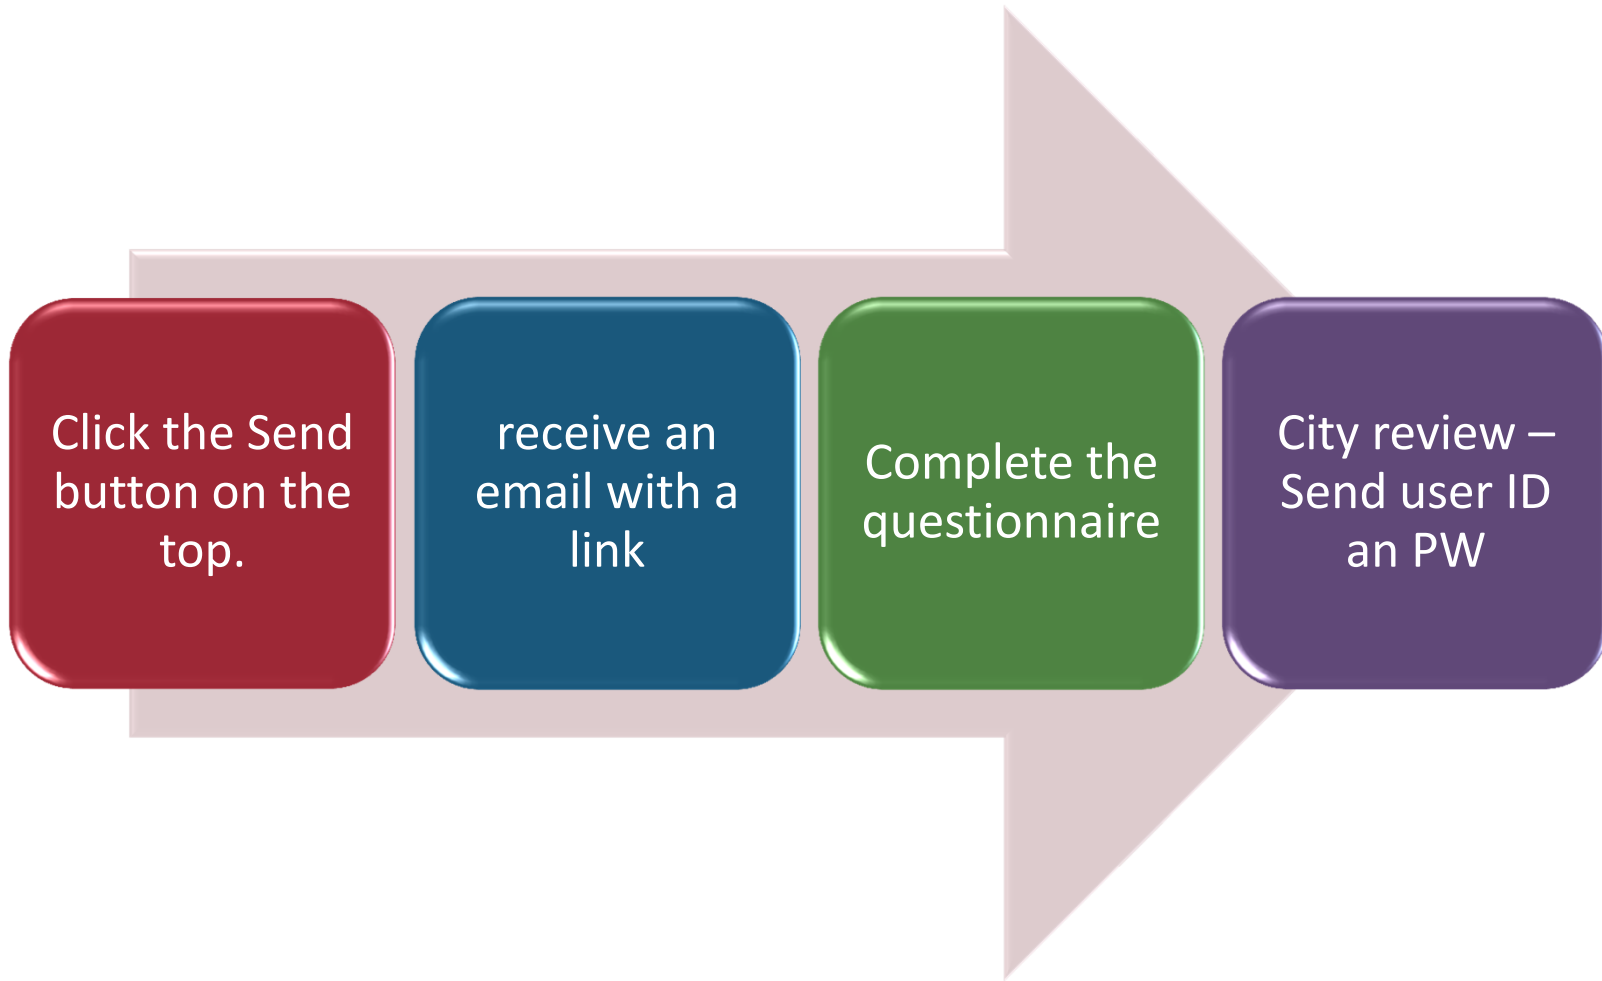 Click the Send
button on the
top.
receive an
email with a
link
Complete the
questionnaire
City review –
Send user ID
an PW